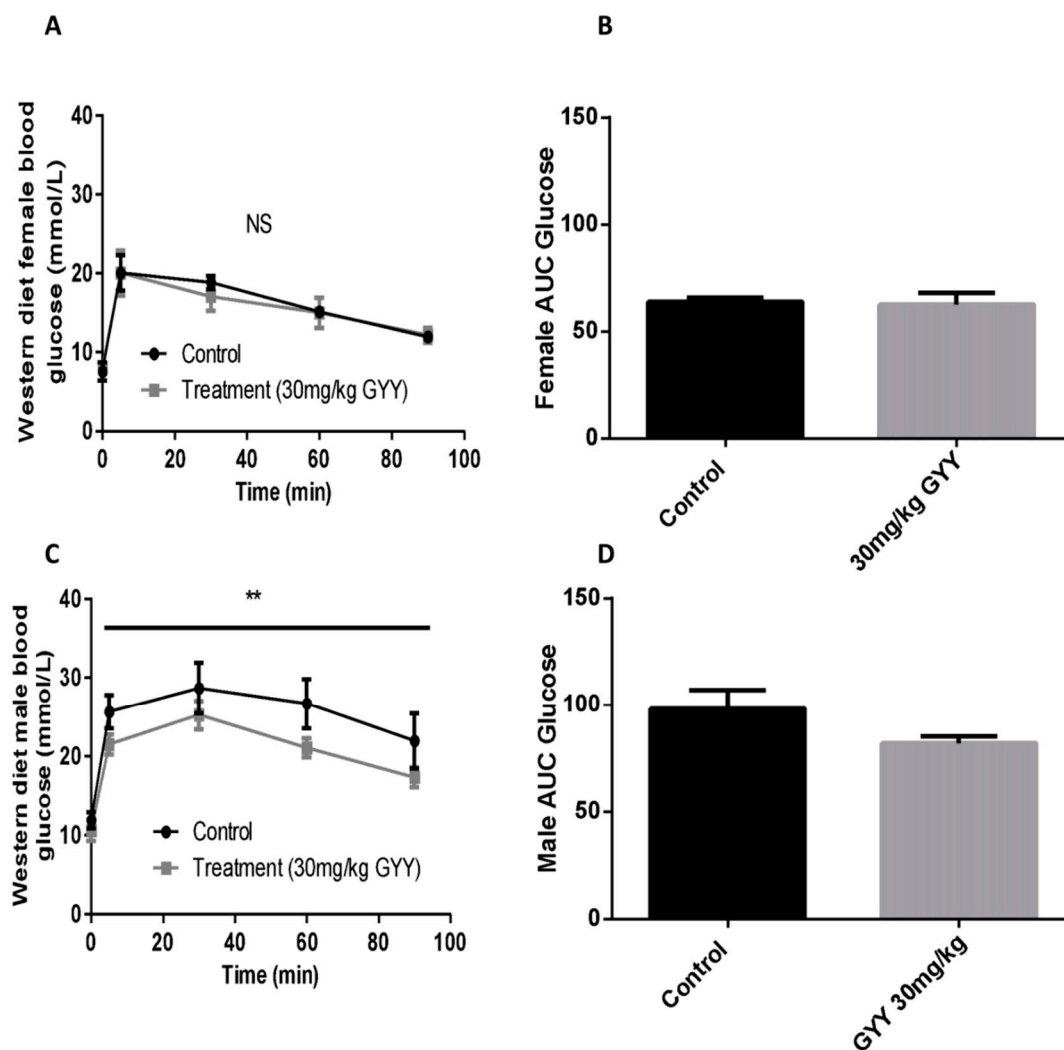 A
Western diet female blood
glucose (mmol/L)
40
30
20
10
0
NS
Control
Treatment (30mg/kg GYY)
0 20 40 60 80 100
Time (min)
B
Female AUC Glucose
150
100
50
0
Control
30mg/kg GYY
C
Western diet male blood
glucose (mmol/L)
40
30
20
10
0
**
Control
Treatment (30mg/kg GYY)
0 20 40 60 80 100
Time (min)
D
Male AUC Glucose
150
100
50
0
Control
GYY 30mg/kg